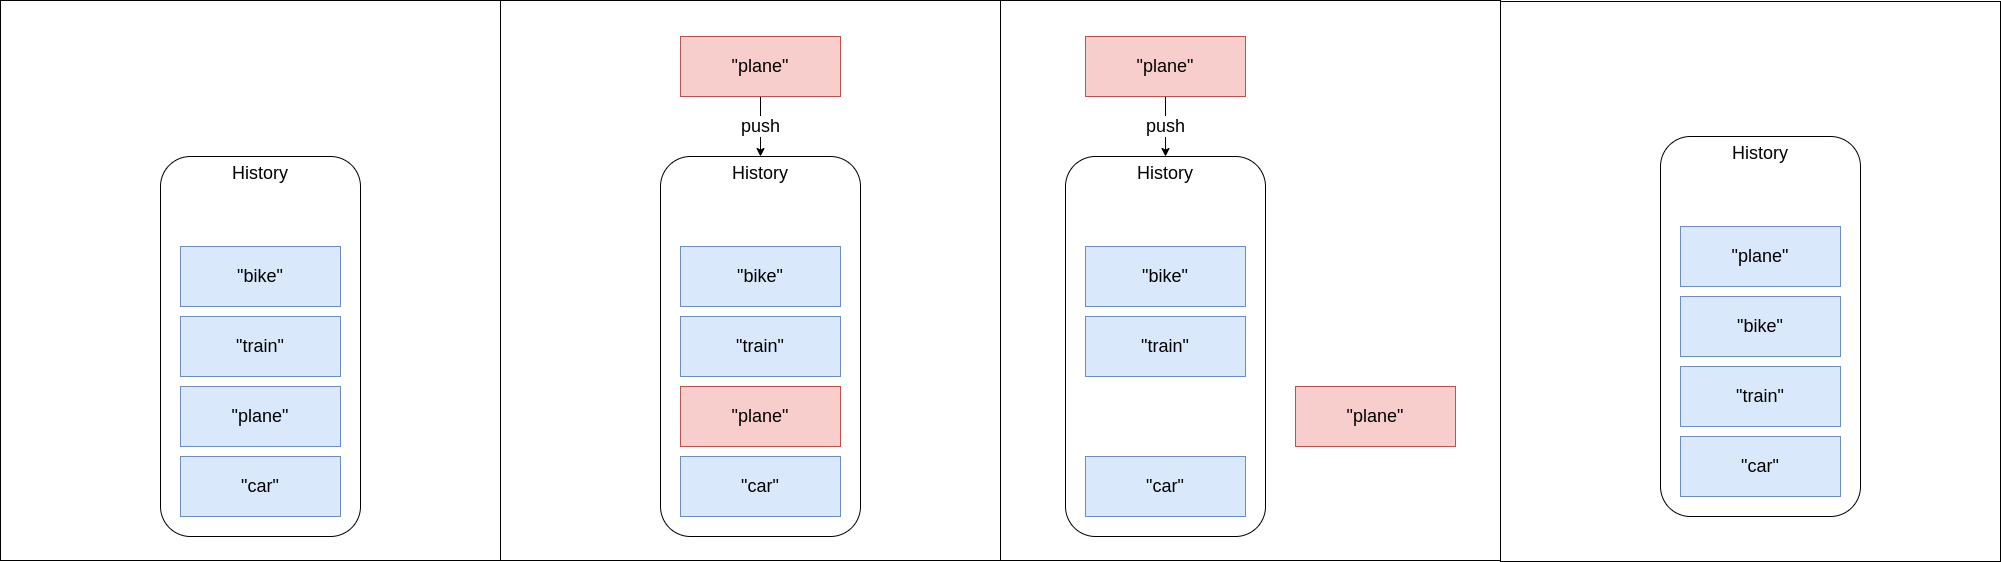 History
"bike"
"train"
"plane"
"car"
"plane"
push
History
"bike"
"train"
"plane"
"car"
"plane"
push
History
"bike"
"train"
"plane"
"car"
History
"plane"
"bike"
"train"
"car"